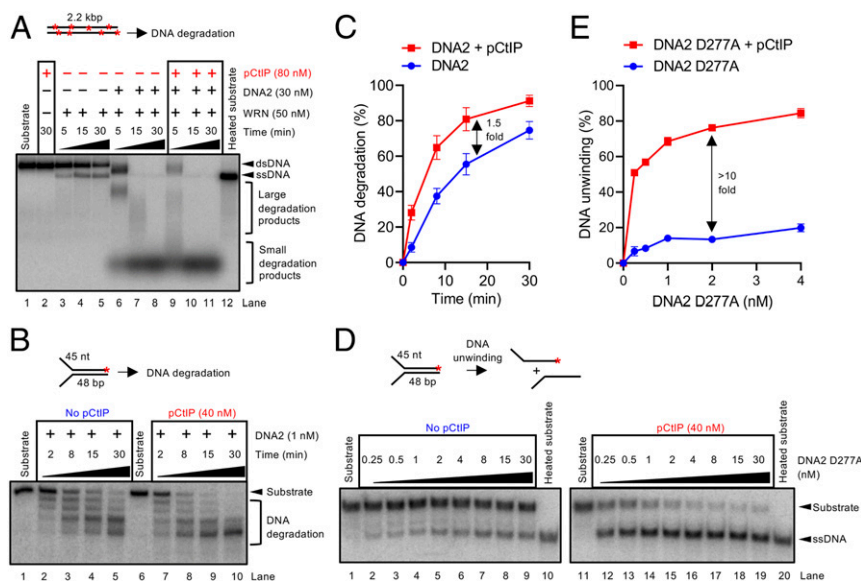 A
2.2 kbp
DNA degradation
Substrate
+ − − − − − − + + + pCtIP (80 nM)
− − − − + + + + + + DNA2 (30 nM)
− + + + + + + + + + WRN (50 nM)
30 5 15 30 5 15 30 5 15 30 Time (min)
Heated substrate
dsDNA
ssDNA
Large
degradation
products
Small
degradation
products
1 2 3 4 5 6 7 8 9 10 11 12 Lane
B
45 nt
48 bp
DNA degradation
No pCtIP
pCtIP (40 nM)
Substrate
+ + + + + + + + DNA2 (1 nM)
2 8 15 30 Substrate 2 8 15 30 Time (min)
Substrate
DNA
degradation
1 2 3 4 5 6 7 8 9 10 Lane
C
DNA2 + pCtIP
DNA2
DNA degradation (%)
100
80
60
40
20
0
1.5
fold
0 10 20 30
Time (min)
D
45 nt
48 bp
DNA
unwinding
+
No pCtIP
pCtIP (40 nM)
Substrate
0.25 0.5 1 2 4 8 15 30
Heated substrate
Substrate
0.25 0.5 1 2 4 8 15 30
Heated substrate
DNA2 D277A
(nM)
Substrate
ssDNA
1 2 3 4 5 6 7 8 9 10 11 12 13 14 15 16 17 18 19 20 Lane
E
DNA2 D277A + pCtIP
DNA2 D277A
DNA unwinding (%)
100
80
60
40
20
0
>10
fold
0 1 2 3 4
DNA2 D277A (nM)